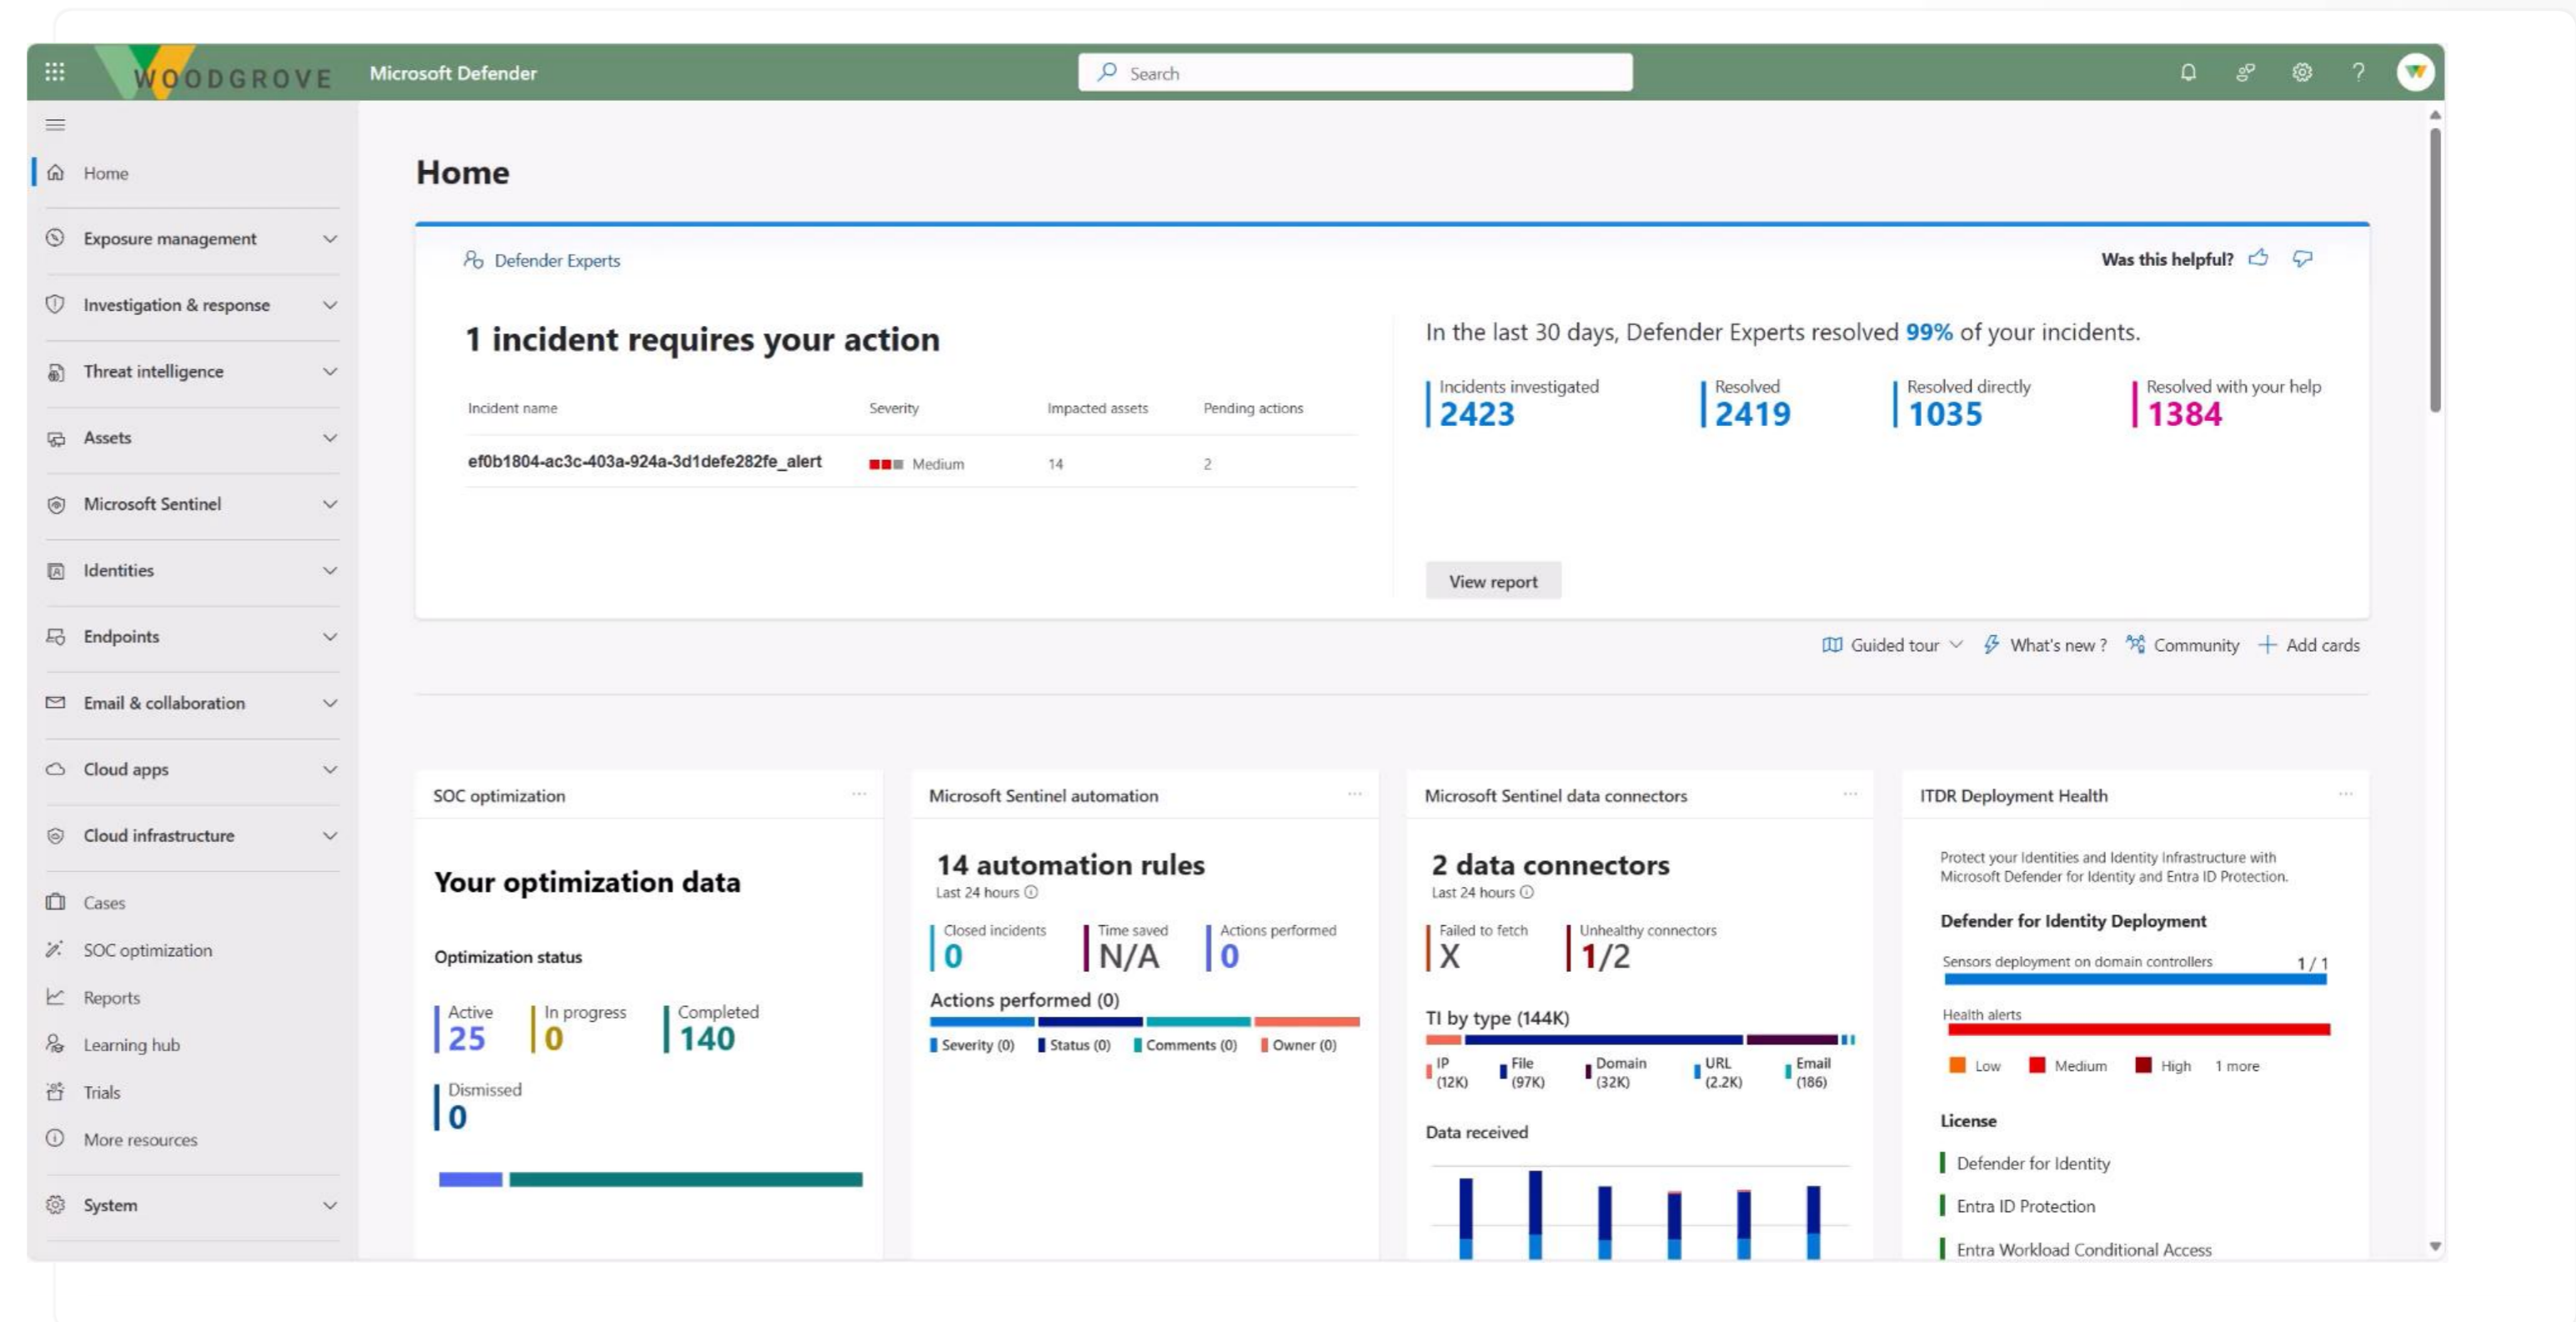 WOODGROVE
Microsoft Defender
Search
Home
Exposure management
Investigation & response
Threat intelligence
Assets
Microsoft Sentinel
Identities
Endpoints
Email & collaboration
Cloud apps
Cloud infrastructure
Cases
SOC optimization
Reports
Learning hub
Trials
More resources
System
Home
Defender Experts
Was this helpful?
1 incident requires your action
Incident name Severity Impacted assets Pending actions
ef0b1804-ac3c-403a-924a-3d1defe282fe_alert Medium 14 2
In the last 30 days, Defender Experts resolved 99% of your incidents.
Incidents investigated Resolved Resolved directly Resolved with your help
2423 2419 1035 1384
View report
Guided tour What's new ? Community Add cards
SOC optimization
Your optimization data
Optimization status
Active In progress Completed
25 0 140
Dismissed
0
Microsoft Sentinel automation
14 automation rules
Last 24 hours
Closed incidents Time saved Actions performed
0 N/A 0
Actions performed (0)
Severity (0) Status (0) Comments (0) Owner (0)
Microsoft Sentinel data connectors
2 data connectors
Last 24 hours
Failed to fetch Unhealthy connectors
X 1/2
TI by type (144K)
IP File Domain URL Email
(12K) (97K) (32K) (2.2K) (186)
Data received
ITDR Deployment Health
Protect your Identities and Identity Infrastructure with
Microsoft Defender for Identity and Entra ID Protection.
Defender for Identity Deployment
Sensors deployment on domain controllers 1 / 1
Health alerts
Low Medium High 1 more
License
Defender for Identity
Entra ID Protection
Entra Workload Conditional Access